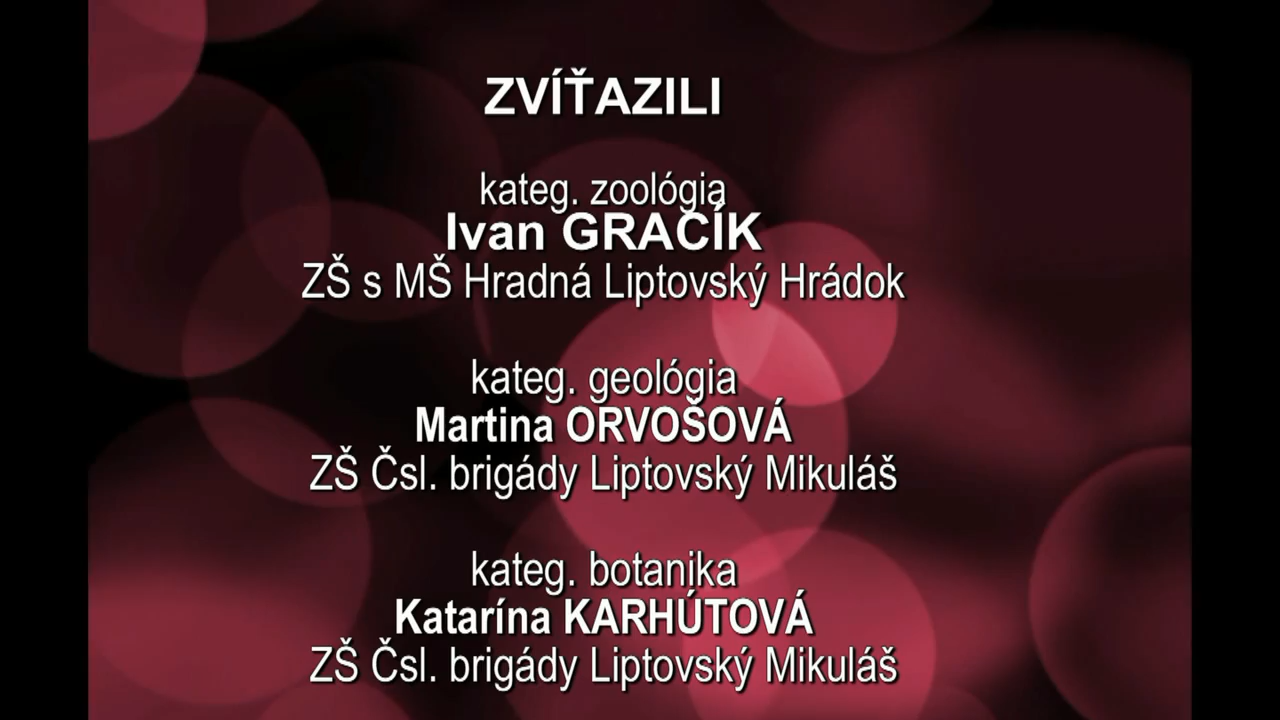 ZVÍŤAZILI
kateg. zoológia
Ivan GRAČÍK
ZŠ s MŠ Hradná Liptovský Hrádok
kateg. geológia
Martina ORVOŠOVÁ
ZŠ Čsl. brigády Liptovský Mikuláš
kateg. botanika
Katarína KARHÚTOVÁ
ZŠ Čsl. brigády Liptovský Mikuláš